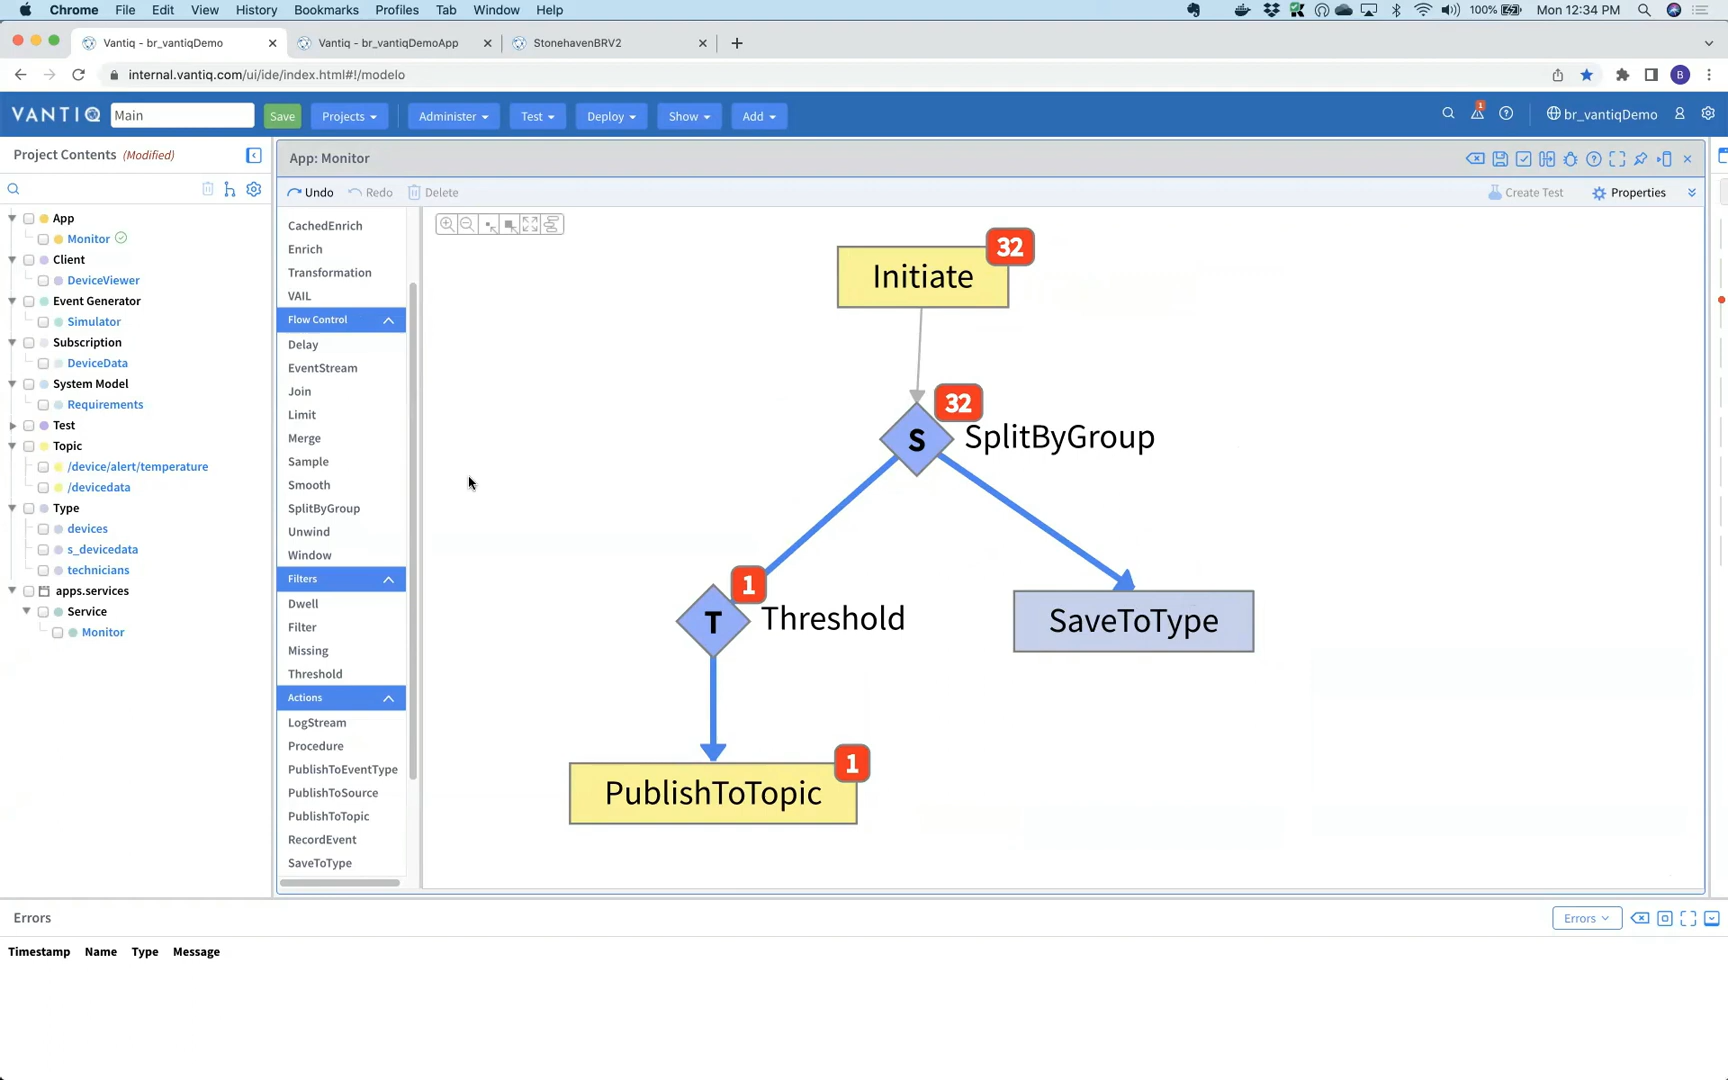 Chrome File Edit View History Bookmarks Profiles Tab Window Help 100% Mon 12:34 PM
Vantiq - br_vantiqDemo Vantiq - br_vantiqDemoApp StonehavenBRV2
internal.vantiq.com/ui/ide/index.html#!/modelo B
VANTIQ Main Save Projects Administer Test Deploy Show Add 1 br_vantiqDemo
Project Contents (Modified)
App
Monitor
Client
DeviceViewer
Event Generator
Simulator
Subscription
DeviceData
System Model
Requirements
Test
Topic
/device/alert/temperature
/devicedata
Type
devices
s_devicedata
technicians
apps.services
Service
Monitor
App: Monitor
Undo Redo Delete Create Test Properties
CachedEnrich
Enrich
Transformation
VAIL
Flow Control
Delay
EventStream
Join
Limit
Merge
Sample
Smooth
SplitByGroup
Unwind
Window
Filters
Dwell
Filter
Missing
Threshold
Actions
LogStream
Procedure
PublishToEventType
PublishToSource
PublishToTopic
RecordEvent
SaveToType
32
Initiate
32
S SplitByGroup
1
T Threshold
SaveToType
1
PublishToTopic
Errors Errors
Timestamp Name Type Message